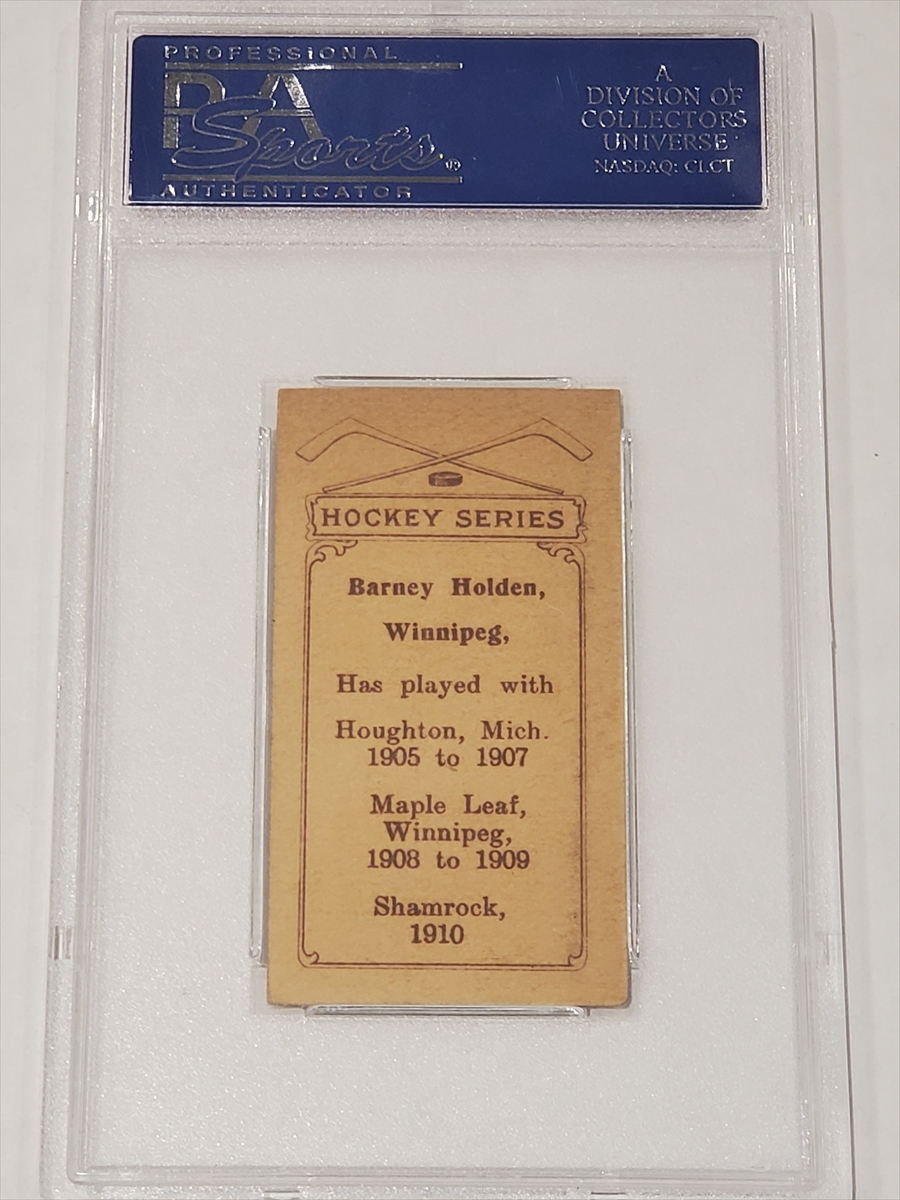 PROFESSIONAL
PSA
Sports®
AUTHENTICATOR
A
DIVISION OF
COLLECTORS
UNIVERSE
NASDAQ: CLCT
HOCKEY SERIES
Barney Holden,
Winnipeg,
Has played with
Houghton, Mich.
1905 to 1907
Maple Leaf,
Winnipeg,
1908 to 1909
Shamrock,
1910